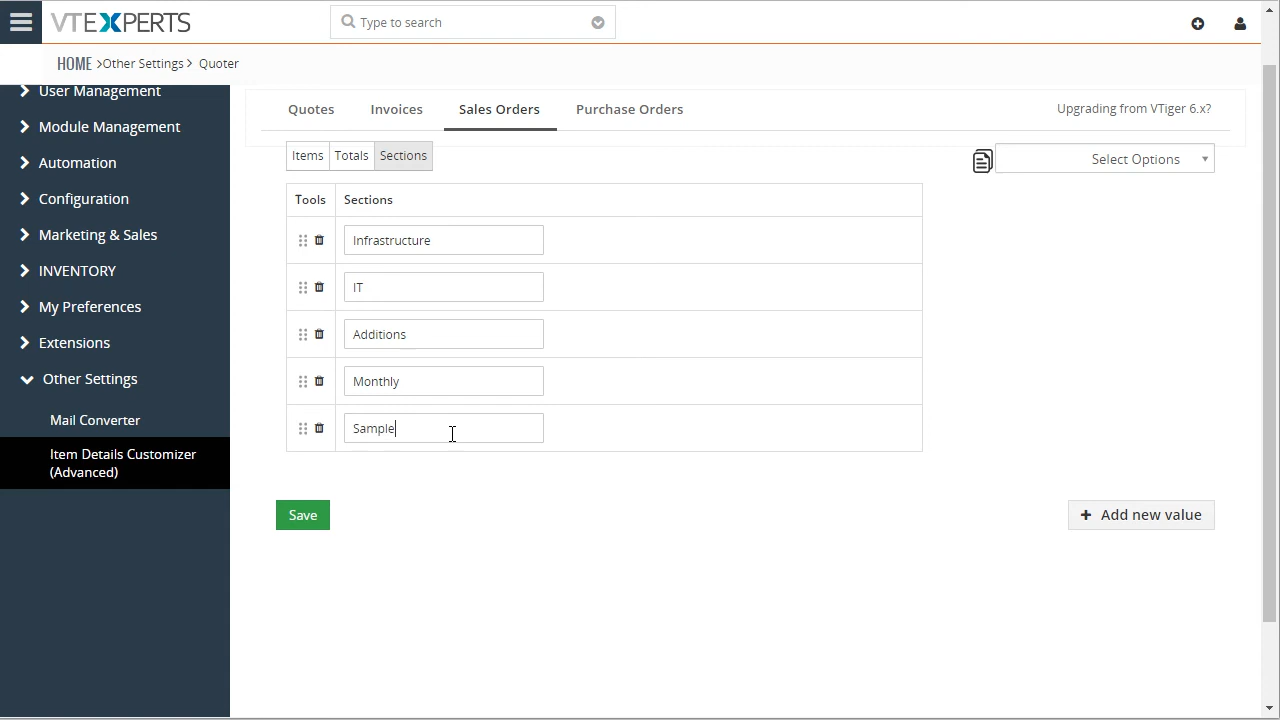 VTEXPERTS
Type to search
HOME >Other Settings> Quoter
User Management
Module Management
Automation
Configuration
Marketing & Sales
INVENTORY
My Preferences
Extensions
Other Settings
Mail Converter
Item Details Customizer
(Advanced)
Quotes Invoices Sales Orders Purchase Orders Upgrading from VTiger 6.x?
Items Totals Sections Select Options
Tools Sections
Infrastructure
IT
Additions
Monthly
Sample
Save + Add new value